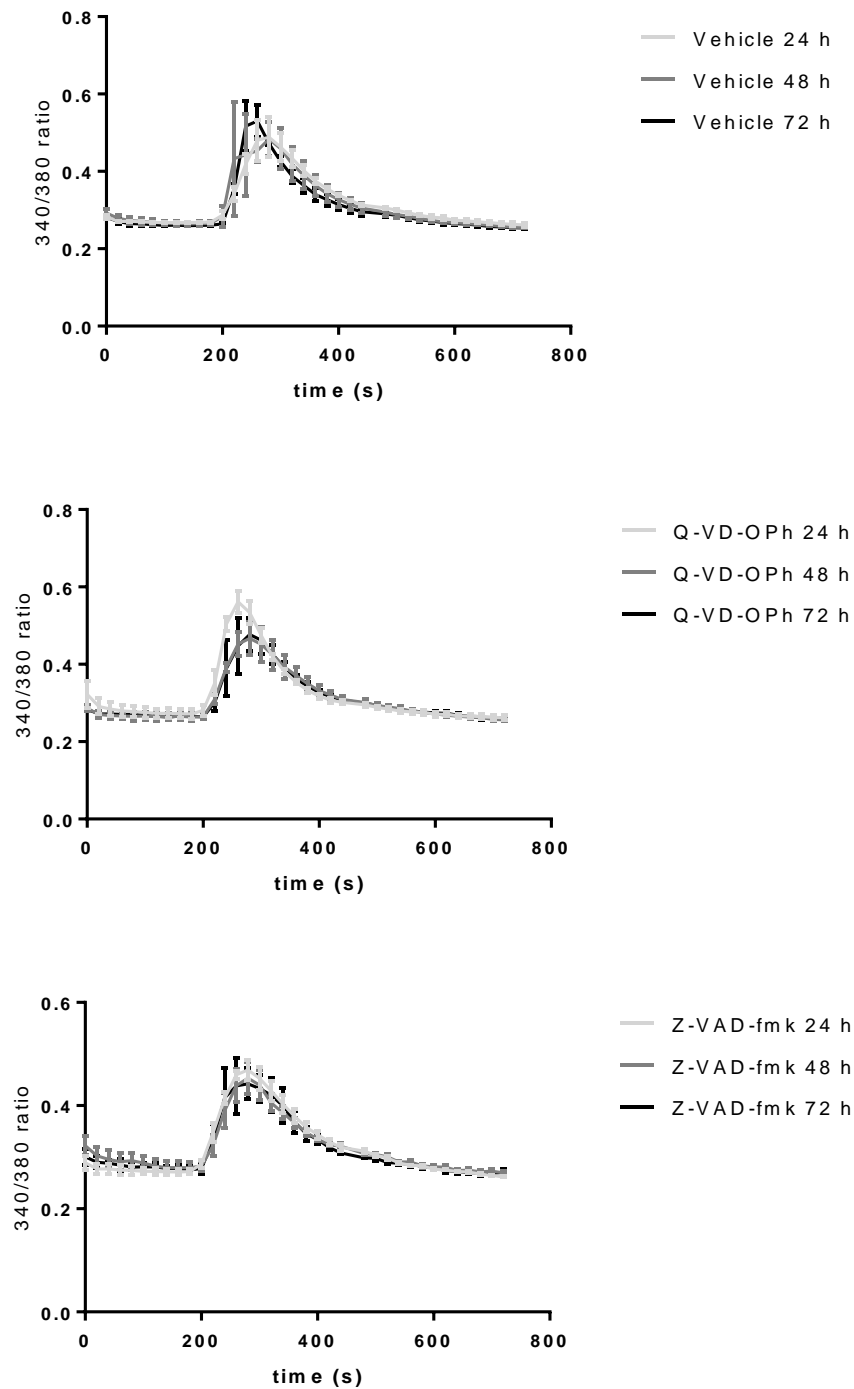 0.8
0.6
0.4
0.2
0.0
340/380 ratio
0 200 400 600 800
time (s)
Vehicle 24 h
Vehicle 48 h
Vehicle 72 h
0.8
0.6
0.4
0.2
0.0
340/380 ratio
0 200 400 600 800
time (s)
Q-VD-OPh 24 h
Q-VD-OPh 48 h
Q-VD-OPh 72 h
0.6
0.4
0.2
0.0
340/380 ratio
0 200 400 600 800
time (s)
Z-VAD-fmk 24 h
Z-VAD-fmk 48 h
Z-VAD-fmk 72 h